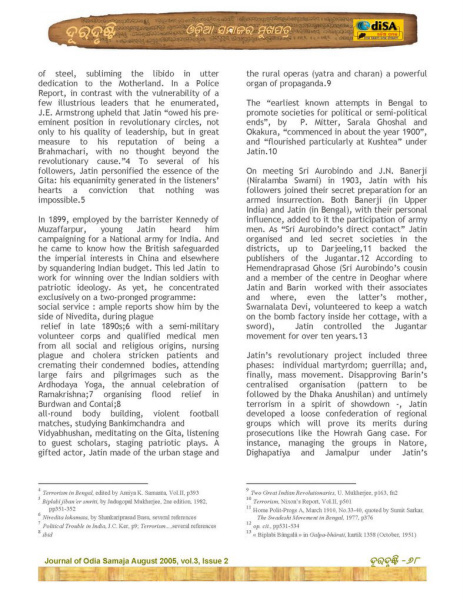 ଦୂରଦୃଷ୍ଟି
ଓଡ଼ିଆ ସମାଜର ମୁଖପତ୍ର
diSA
of steel, subliming the libido in utter
dedication to the Motherland. In a Police
Report, in contrast with the vulnerability of a
few illustrious leaders that he enumerated,
J.E. Armstrong upheld that Jatin "owed his pre-
eminent position in revolutionary circles, not
only to his quality of leadership, but in great
measure to his reputation of being a
Brahmachari, with no thought beyond the
revolutionary cause."4 To several of his
followers, Jatin personified the essence of the
Gita: his equanimity generated in the listeners'
hearts a conviction that nothing was
impossible.5
In 1899, employed by the barrister Kennedy of
Muzaffarpur, young Jatin heard him
campaigning for a National army for India. And
he came to know how the British safeguarded
the imperial interests in China and elsewhere
by squandering Indian budget. This led Jatin to
work for winning over the Indian soldiers with
patriotic ideology. As yet, he concentrated
exclusively on a two-pronged programme:
social service : ample reports show him by the
side of Nivedita, during plague
relief in late 1890s;6 with a semi-military
volunteer corps and qualified medical men
from all social and religious origins, nursing
plague and cholera stricken patients and
cremating their condemned bodies, attending
large fairs and pilgrimages such as the
Ardhodaya Yoga, the annual celebration of
Ramakrishna;7 organising flood relief in
Burdwan and Contai;8
all-round body building, violent football
matches, studying Bankimchandra and
Vidyabhushan, meditating on the Gita, listening
to guest scholars, staging patriotic plays. A
gifted actor, Jatin made of the urban stage and
4 Terrorism in Bengal, edited by Amiya K. Samanta, Vol.II, p393
5 Biplabi jiban'er smriti, by Jadugopal Mukherjee, 2nd edition, 1982,
pp531-352
6 Nivedita lokamata, by Shankariprasad Basu, several references
7 Political Trouble in India, J.C. Kar, p9; Terrorism....several references
8 ibid
the rural operas (yatra and charan) a powerful
organ of propaganda.9
The "earliest known attempts in Bengal to
promote societies for political or semi-political
ends", by P. Mitter, Sarala Ghoshal and
Okakura, "commenced in about the year 1900",
and "flourished particularly at Kushtea" under
Jatin.10
On meeting Sri Aurobindo and J.N. Banerji
(Niralamba Swami) in 1903, Jatin with his
followers joined their secret preparation for an
armed insurrection. Both Banerji (in Upper
India) and Jatin (in Bengal), with their personal
influence, added to it the participation of army
men. As "Sri Aurobindo's direct contact" Jatin
organised and led secret societies in the
districts, up to Darjeeling,11 backed the
publishers of the Jugantar.12 According to
Hemendraprasad Ghose (Sri Aurobindo's cousin
and a member of the centre in Deoghar where
Jatin and Barin worked with their associates
and where, even the latter's mother,
Swarnalata Devi, volunteered to keep a watch
on the bomb factory inside her cottage, with a
sword), Jatin controlled the Jugantar
movement for over ten years.13
Jatin's revolutionary project included three
phases: individual martyrdom; guerrilla; and,
finally, mass movement. Disapproving Barin's
centralised organisation (pattern to be
followed by the Dhaka Anushilan) and untimely
terrorism in a spirit of showdown -, Jatin
developed a loose confederation of regional
groups which will prove its merits during
prosecutions like the Howrah Gang case. For
instance, managing the groups in Natore,
Dighapatiya and Jamalpur under Jatin's
9 Two Great Indian Revolutionaries, U. Mukherjee, p163, fn2
10 Terrorism, Nixon's Report, Vol.II, p501
11 Home Polit-Progs A, March 1910, No.33-40, quoted by Sumit Sarkar,
The Swadeshi Movement in Bengal, 1977, p376
12 op. cit., pp531-534
13 « Biplabi Bângalâ » in Galpa-bhârati, kartik 1358 (October, 1951)
Journal of Odia Samaja August 2005, vol.3, Issue 2
ଦୂରଦୃଷ୍ଟି -୬୮